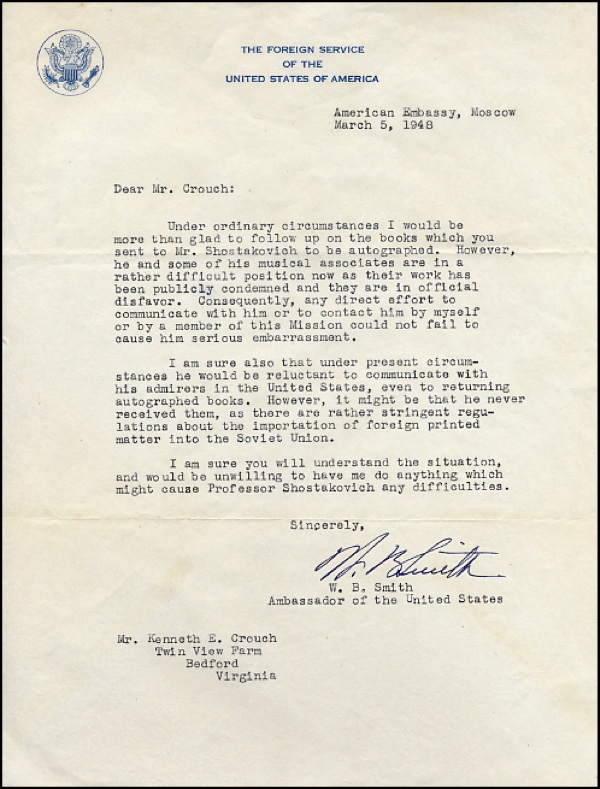 THE FOREIGN SERVICE
OF THE
UNITED STATES OF AMERICA
American Embassy, Moscow
March 5, 1948
Dear Mr. Crouch:
Under ordinary circumstances I would be
more than glad to follow up on the books which you
sent to Mr. Shostakovich to be autographed. However,
he and some of his musical associates are in a
rather difficult position now as their work has
been publicly condemned and they are in official
disfavor. Consequently, any direct effort to
communicate with him or to contact him by myself
or by a member of this Mission could not fail to
cause him serious embarrassment.
I am sure also that under present circum-
stances he would be reluctant to communicate with
his admirers in the United States, even to returning
autographed books. However, it might be that he never
received them, as there are rather stringent regu-
lations about the importation of foreign printed
matter into the Soviet Union.
I am sure you will understand the situation,
and would be unwilling to have me do anything which
might cause Professor Shostakovich any difficulties.
Sincerely,
W. B. Smith
W. B. Smith
Ambassador of the United States
Mr. Kenneth E. Crouch
Twin View Farm
Bedford
Virginia